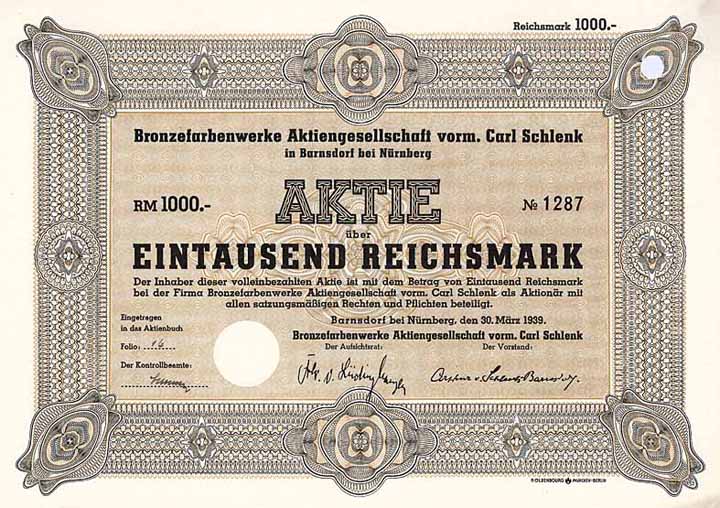 Reichsmark 1000.-
Bronzefarbenwerke Aktiengesellschaft vorm. Carl Schlenk
in Barnsdorf bei Nürnberg
RM 1000.- AKTIE № 1287
über
EINTAUSEND REICHSMARK
Der Inhaber dieser volleinbezahlten Aktie ist mit dem Betrag von Eintausend Reichsmark
bei der Firma Bronzefarbenwerke Aktiengesellschaft vorm. Carl Schlenk als Aktionär mit
allen satzungsmäßigen Rechten und Pflichten beteiligt.
Eingetragen
in das Aktienbuch
Folio: 14
Der Kontrollbeamte:
Barnsdorf bei Nürnberg, den 30. März 1939.
Bronzefarbenwerke Aktiengesellschaft vorm. Carl Schlenk
Der Aufsichtsrat: Der Vorstand:
R.OLDENBOURG MÜNCHEN-BERLIN